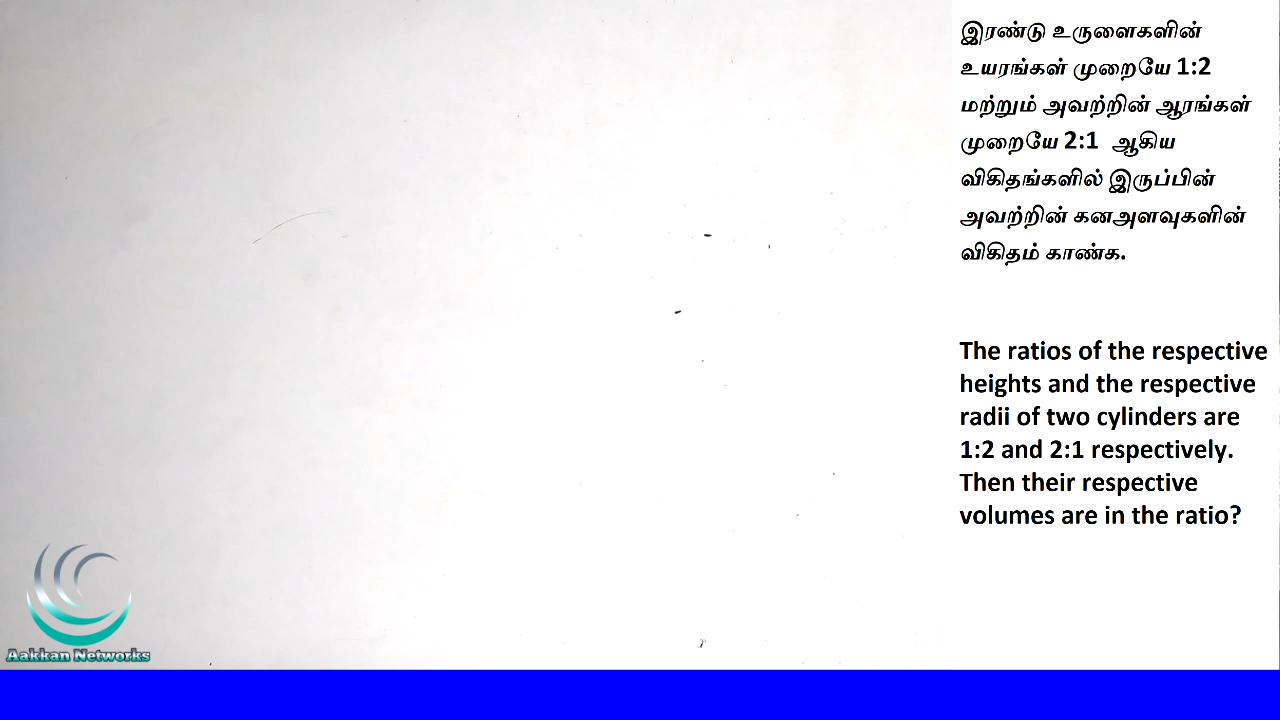 இரண்டு உருளைகளின்
உயரங்கள் முறையே 1:2
மற்றும் அவற்றின் ஆரங்கள்
முறையே 2:1 ஆகிய
விகிதங்களில் இருப்பின்
அவற்றின் கனஅளவுகளின்
விகிதம் காண்க.
The ratios of the respective
heights and the respective
radii of two cylinders are
1:2 and 2:1 respectively.
Then their respective
volumes are in the ratio?
Aakkan Networks